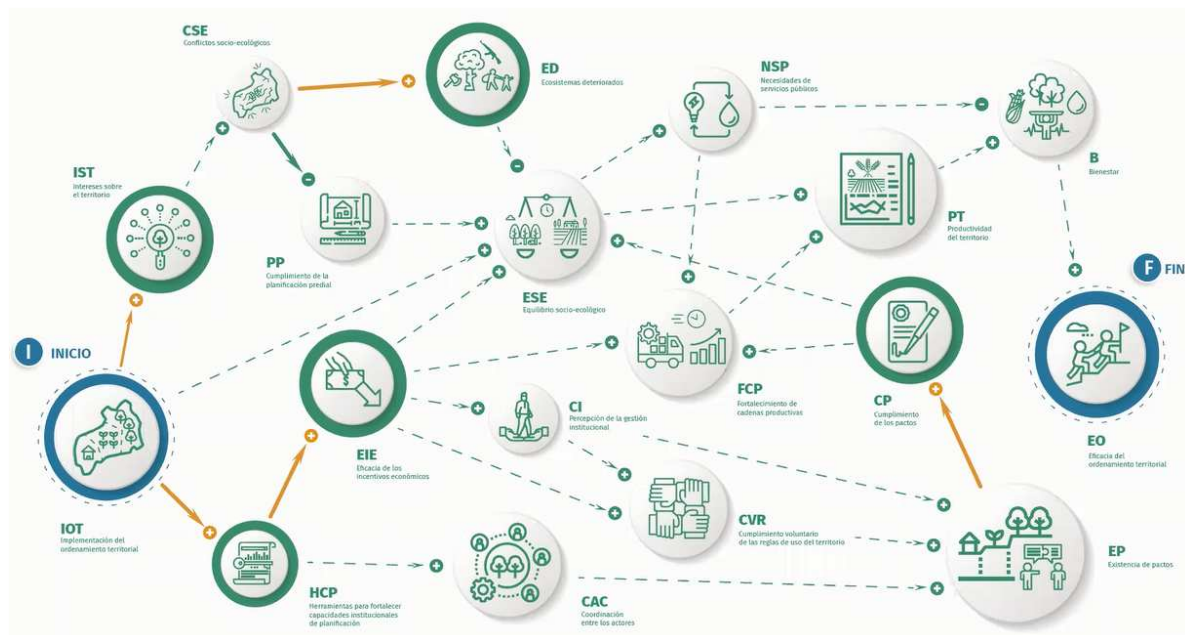 CSE
Conflictos socio-ecológicos
ED
Ecosistemas deteriorados
NSP
Necesidades de
servicios públicos
B
Bienestar
IST
Intereses sobre
el territorio
PP
Cumplimiento de la
planificación predial
ESE
Equilibrio socio-ecológico
PT
Productividad
del territorio
F FIN
I INICIO
IOT
Implementación del
ordenamiento territorial
EIE
Eficacia de los
incentivos económicos
CI
Percepción de la gestión
institucional
FCP
Fortalecimiento de
cadenas productivas
CP
Cumplimiento
de los pactos
EO
Eficacia del
ordenamiento territorial
HCP
Herramientas para fortalecer
capacidades institucionales
de planificación
CAC
Coordinación
entre los actores
CVR
Cumplimiento voluntario
de las reglas de uso del territorio
EP
Existencia de pactos